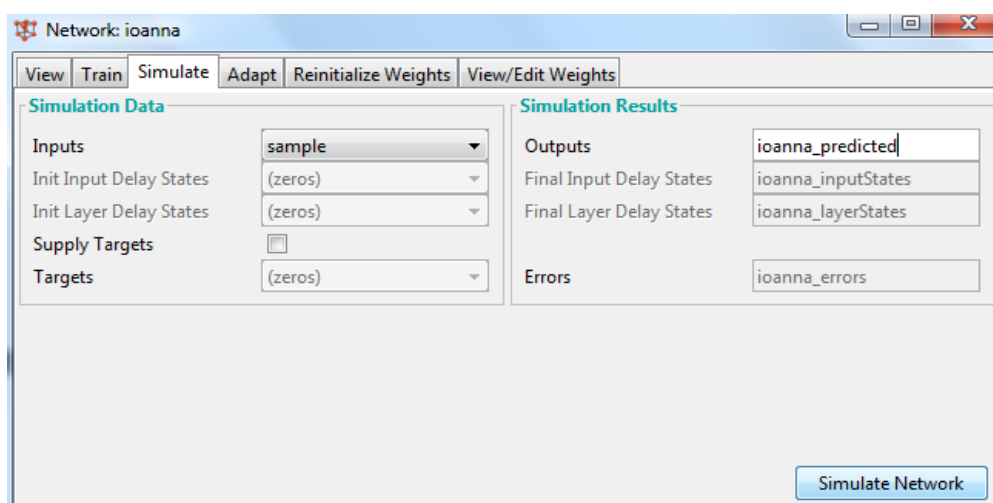 Network: ioanna
View Train Simulate Adapt Reinitialize Weights View/Edit Weights
Simulation Data
Inputs sample
Init Input Delay States (zeros)
Init Layer Delay States (zeros)
Supply Targets
Targets (zeros)
Simulation Results
Outputs ioanna_predicted
Final Input Delay States ioanna_inputStates
Final Layer Delay States ioanna_layerStates
Errors ioanna_errors
Simulate Network